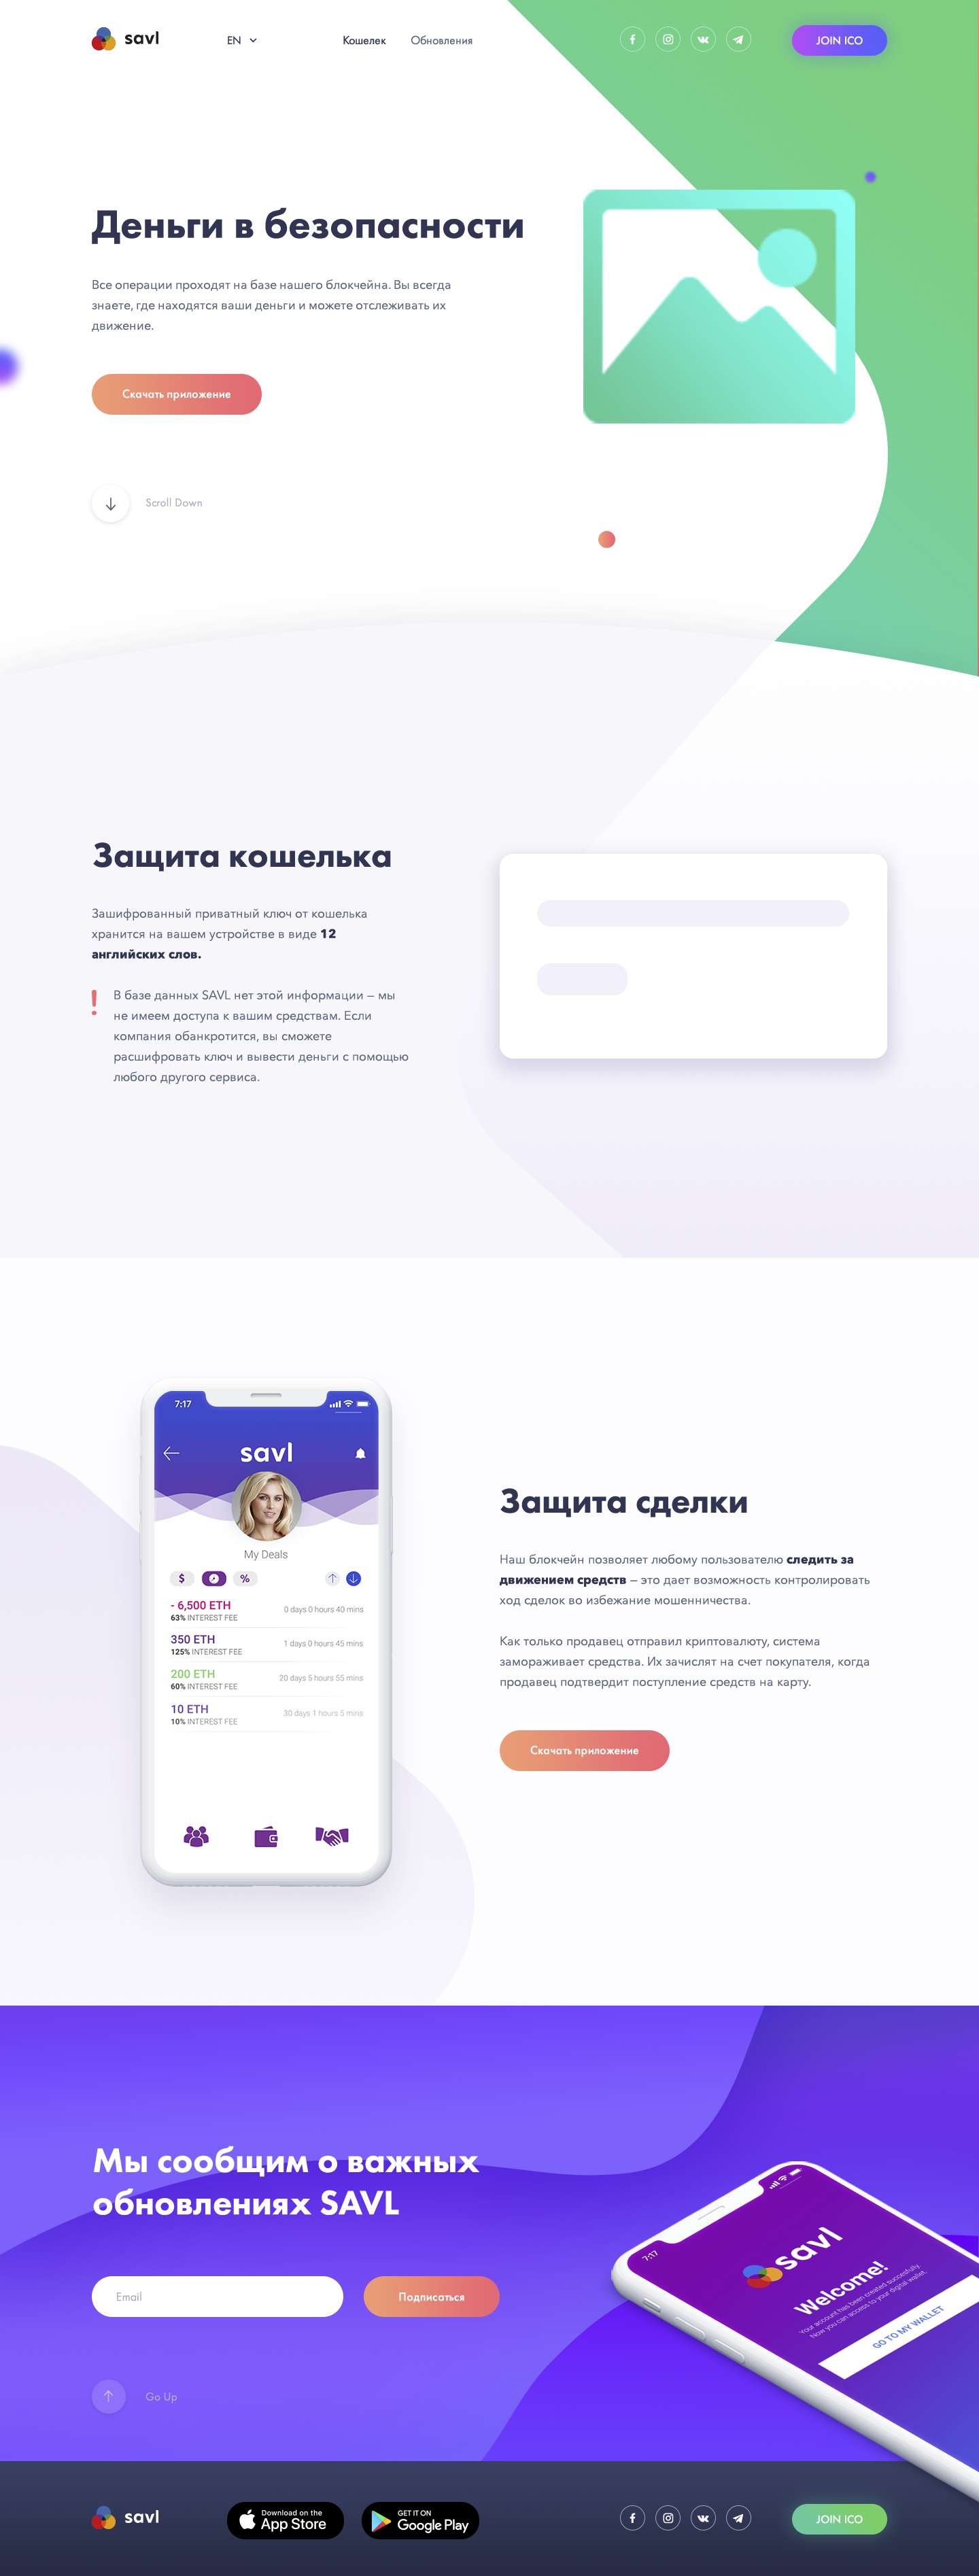 savl
EN
Кошелек
Обновления
JOIN ICO
Деньги в безопасности
Все операции проходят на базе нашего блокчейна. Вы всегда
знаете, где находятся ваши деньги и можете отслеживать их
движение.
Скачать приложение
Scroll Down
Защита кошелька
Зашифрованный приватный ключ от кошелька
хранится на вашем устройстве в виде 12
английских слов.
! В базе данных SAVL нет этой информации – мы
не имеем доступа к вашим средствам. Если
компания обанкротится, вы сможете
расшифровать ключ и вывести деньги с помощью
любого другого сервиса.
7:17
savl
My Deals
$
%
- 6,500 ETH
63% INTEREST FEE
0 days 0 hours 40 mins
350 ETH
125% INTEREST FEE
1 days 0 hours 45 mins
200 ETH
60% INTEREST FEE
20 days 5 hours 55 mins
10 ETH
10% INTEREST FEE
30 days 1 hours 5 mins
Защита сделки
Наш блокчейн позволяет любому пользователю следить за
движением средств – это дает возможность контролировать
ход сделок во избежание мошенничества.
Как только продавец отправил криптовалюту, система
замораживает средства. Их зачислят на счет покупателя, когда
продавец подтвердит поступление средств на карту.
Скачать приложение
Мы сообщим о важных
обновлениях SAVL
Email
Подписаться
Go Up
7:17
savl
Welcome!
Your account has been created successfully.
Now you can access to your digital wallet.
GO TO MY WALLET
savl
Download on the
App Store
GET IT ON
Google Play
JOIN ICO